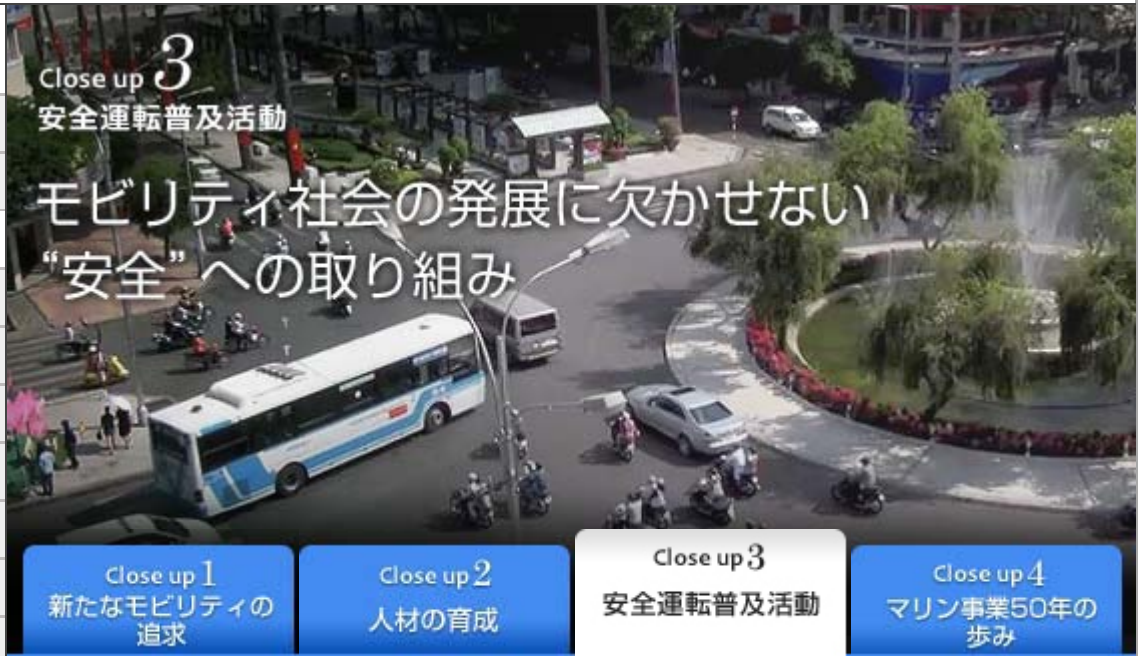 Close up 3
安全運転普及活動
モビリティ社会の発展に欠かせない
“安全”への取り組み
Close up 1
新たなモビリティの
追求
Close up 2
人材の育成
Close up 3
安全運転普及活動
Close up 4
マリン事業50年の
歩み